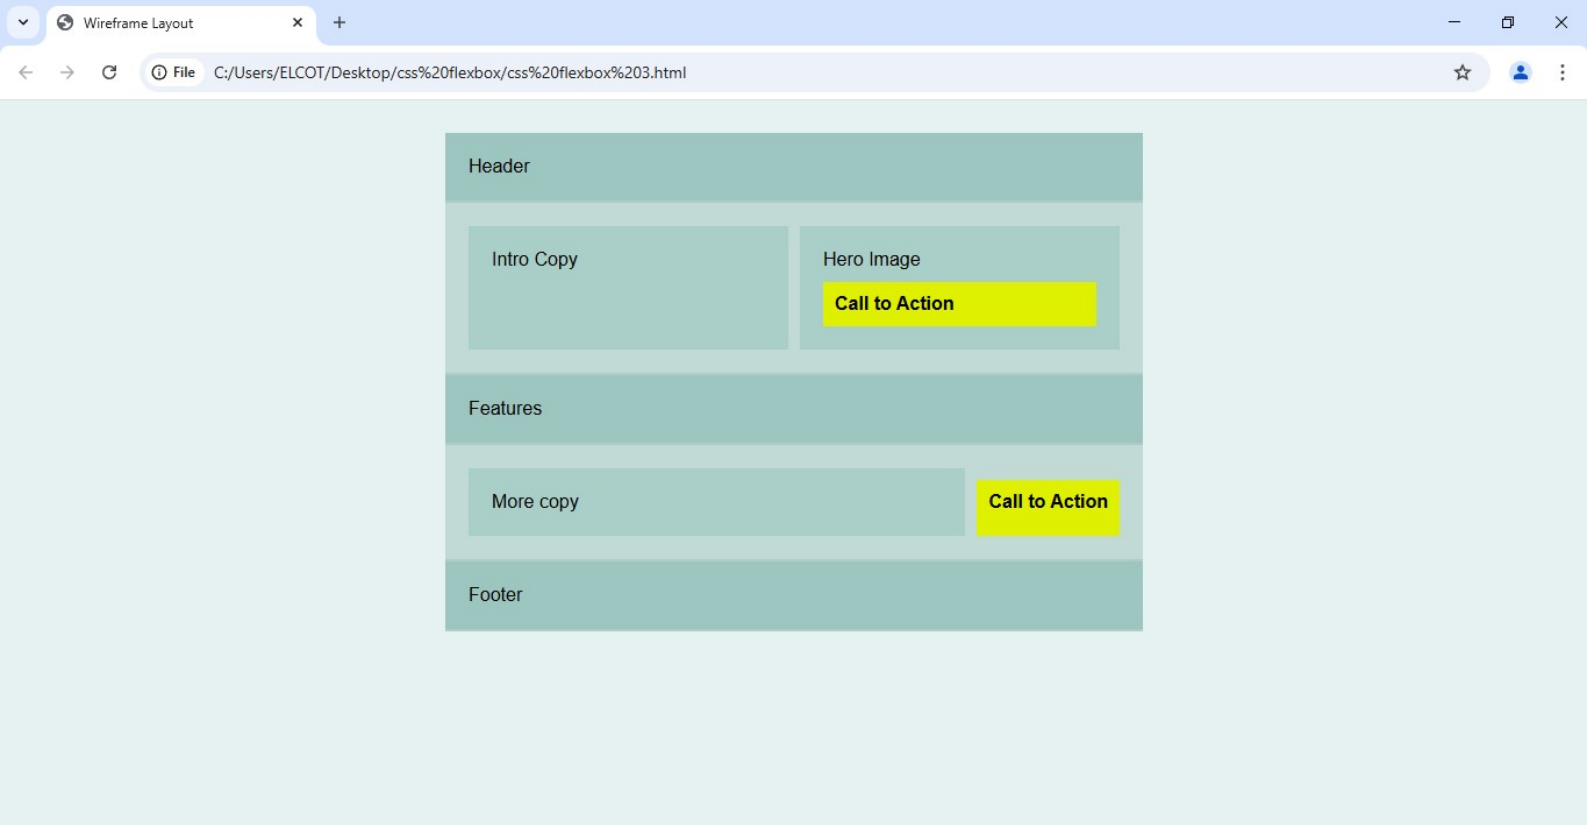 Wireframe Layout
File C:/Users/ELCOT/Desktop/css%20flexbox/css%20flexbox%203.html
Header
Intro Copy
Hero Image
Call to Action
Features
More copy
Call to Action
Footer